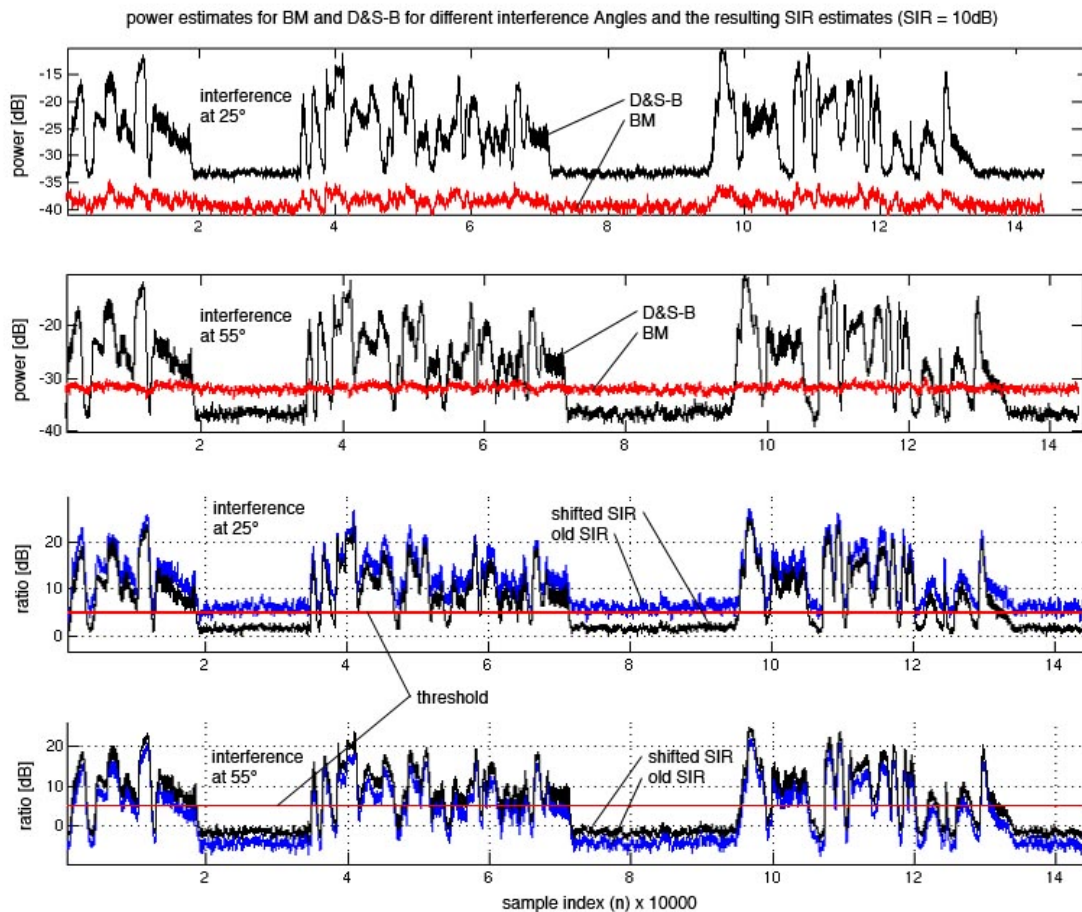 power estimates for BM and D&S-B for different interference Angles and the resulting SIR estimates (SIR = 10dB)
power [dB]
-15
-20
-25
-30
-35
-40
interference
at 25°
D&S-B
BM
2
4
6
8
10
12
14
power [dB]
-20
-30
-40
interference
at 55°
D&S-B
BM
2
4
6
8
10
12
14
ratio [dB]
20
10
0
interference
at 25°
shifted SIR
old SIR
2
4
6
8
10
12
14
threshold
ratio [dB]
20
10
0
interference
at 55°
shifted SIR
old SIR
2
4
6
8
10
12
14
sample index (n) x 10000